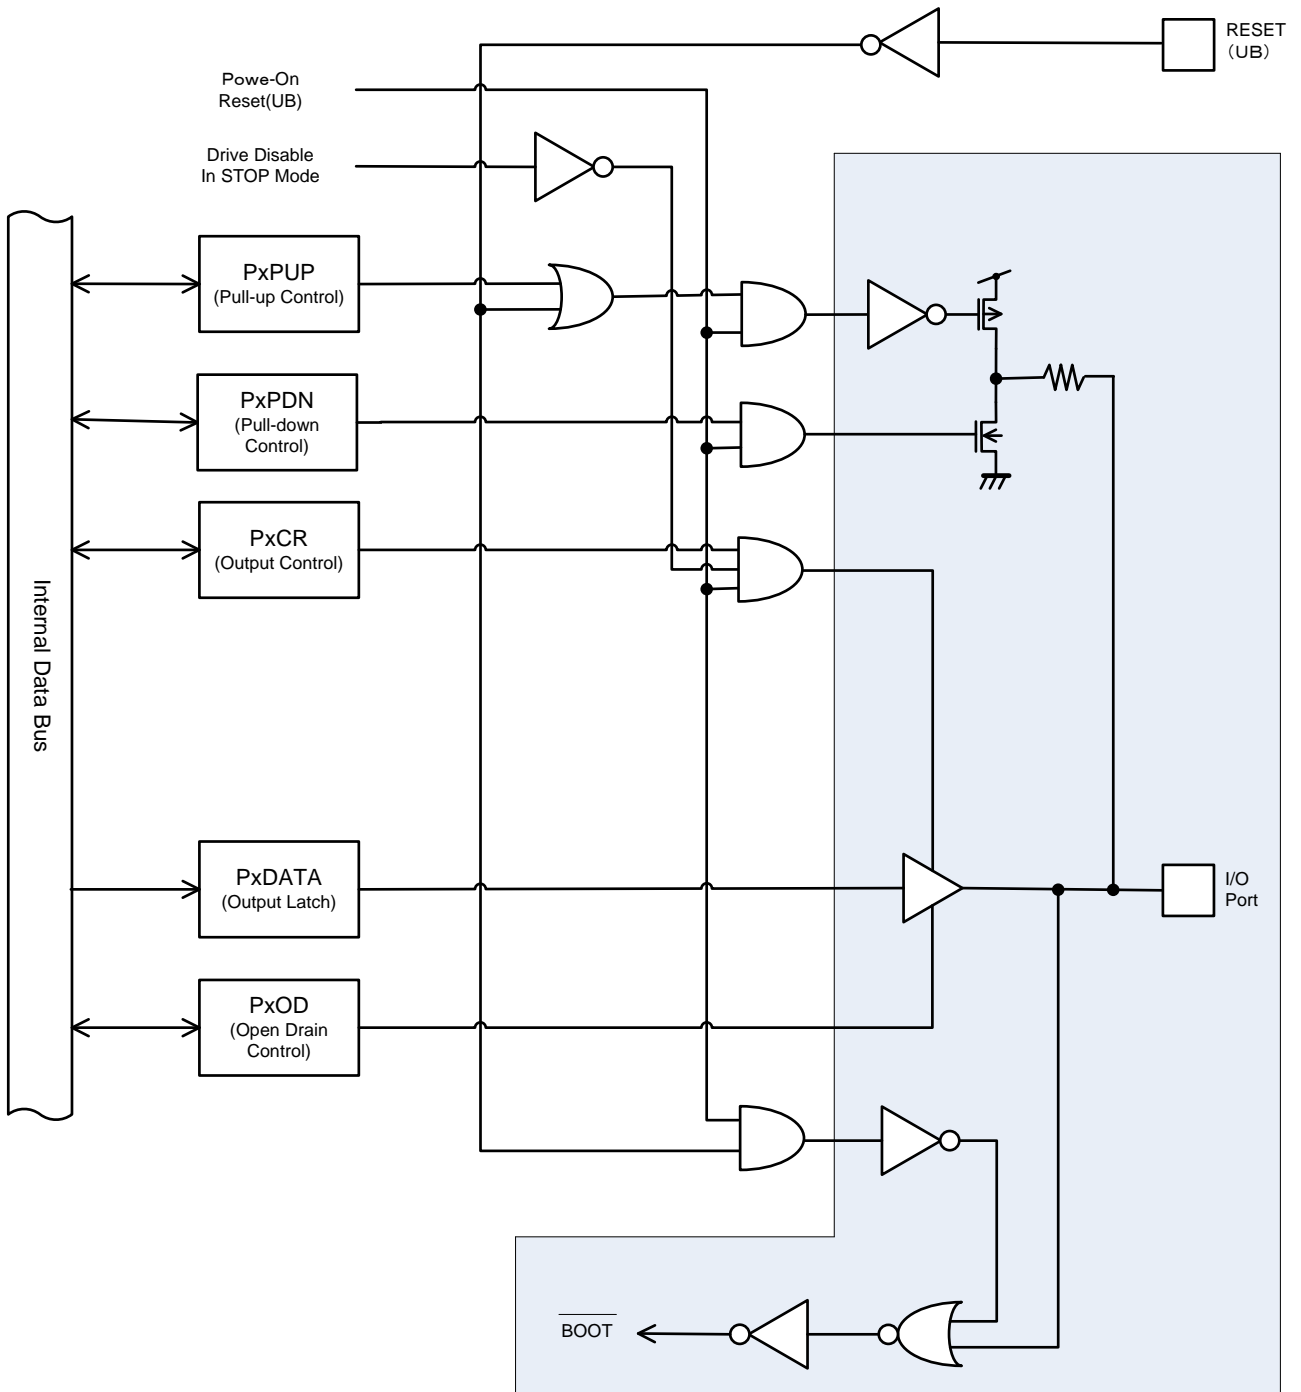 RESET
(UB)
Powe-On
Reset(UB)
Drive Disable
In STOP Mode
PxPUP
(Pull-up Control)
PxPDN
(Pull-down
Control)
PxCR
(Output Control)
Internal Data Bus
PxDATA
(Output Latch)
I/O
Port
PxOD
(Open Drain
Control)
BOOT